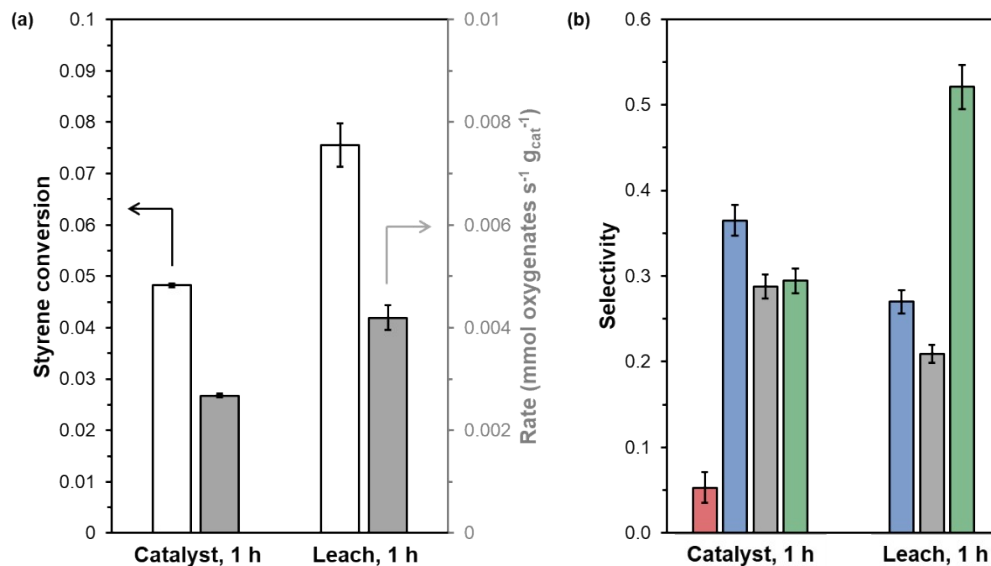 (a)
Styrene conversion
0.1
0.09
0.08
0.07
0.06
0.05
0.04
0.03
0.02
0.01
0
Catalyst, 1 h
Leach, 1 h
0.01
0.008
0.006
0.004
0.002
0
Rate (mmol oxygenates s⁻¹ g_cat⁻¹)
(b)
Selectivity
0.6
0.5
0.4
0.3
0.2
0.1
0.0
Catalyst, 1 h
Leach, 1 h